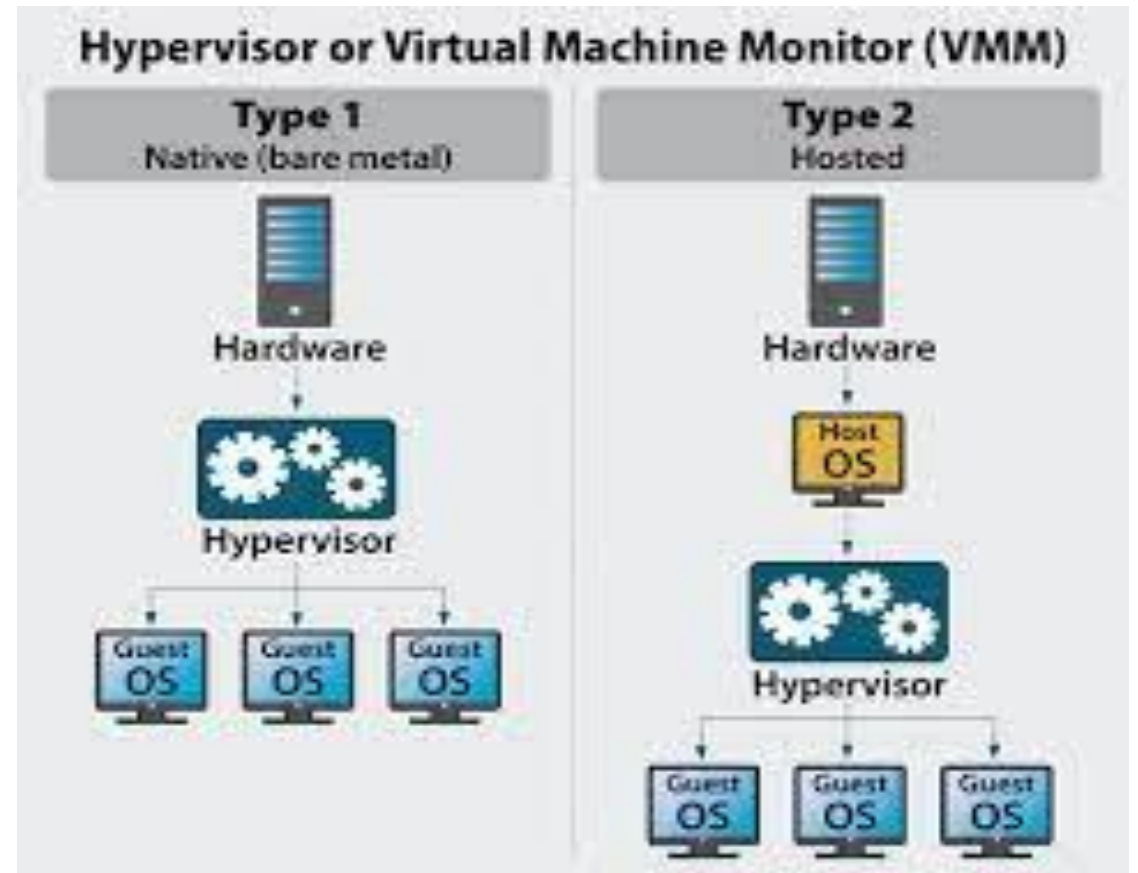 Hypervisor or Virtual Machine Monitor (VMM)
Type 1
Native (bare metal)
Hardware
Hypervisor
Guest
OS
Guest
OS
Guest
OS
Type 2
Hosted
Hardware
Host
OS
Hypervisor
Guest
OS
Guest
OS
Guest
OS